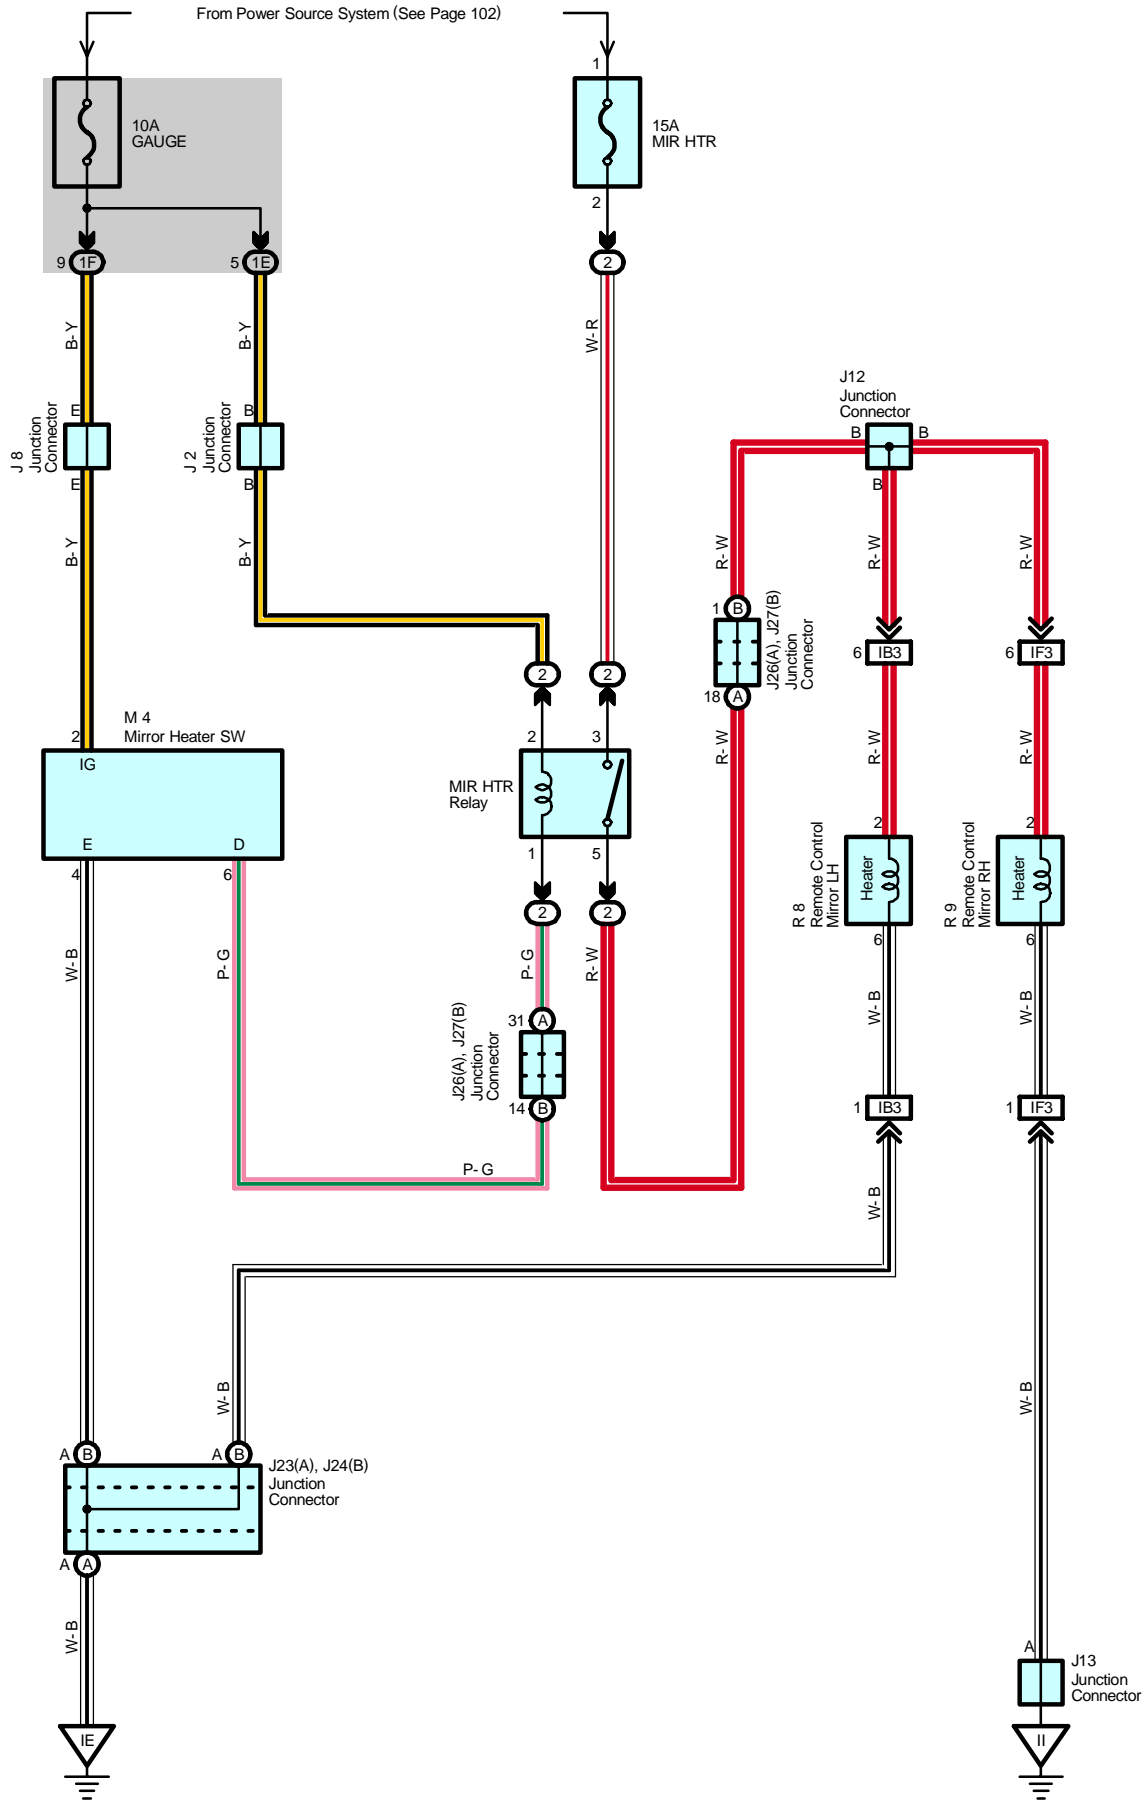 From Power Source System (See Page 102)
1
10A
GAUGE
15A
MIR HTR
2
9
1F
5
1E
2
B-Y
B-Y
W-R
J 8
Junction
Connector
E
E
J 2
Junction
Connector
B
B
J12
Junction
Connector
B
B
B
B-Y
B-Y
R-W
R-W
R-W
1
B
J26(A), J27(B)
Junction
Connector
18
A
6
IB3
6
IF3
2
2
M 4
Mirror Heater SW
2
IG
E
D
4
6
2
3
MIR HTR
Relay
1
5
R-W
R-W
R-W
2
R 8
Remote Control
Mirror LH
Heater
6
2
R 9
Remote Control
Mirror RH
Heater
6
2
2
W-B
P-G
P-G
R-W
W-B
W-B
31
A
J26(A), J27(B)
Junction
Connector
14
B
1
IB3
1
IF3
P-G
W-B
W-B
W-B
A
B
A
B
J23(A), J24(B)
Junction
Connector
A
A
W-B
A
J13
Junction
Connector
IE
II